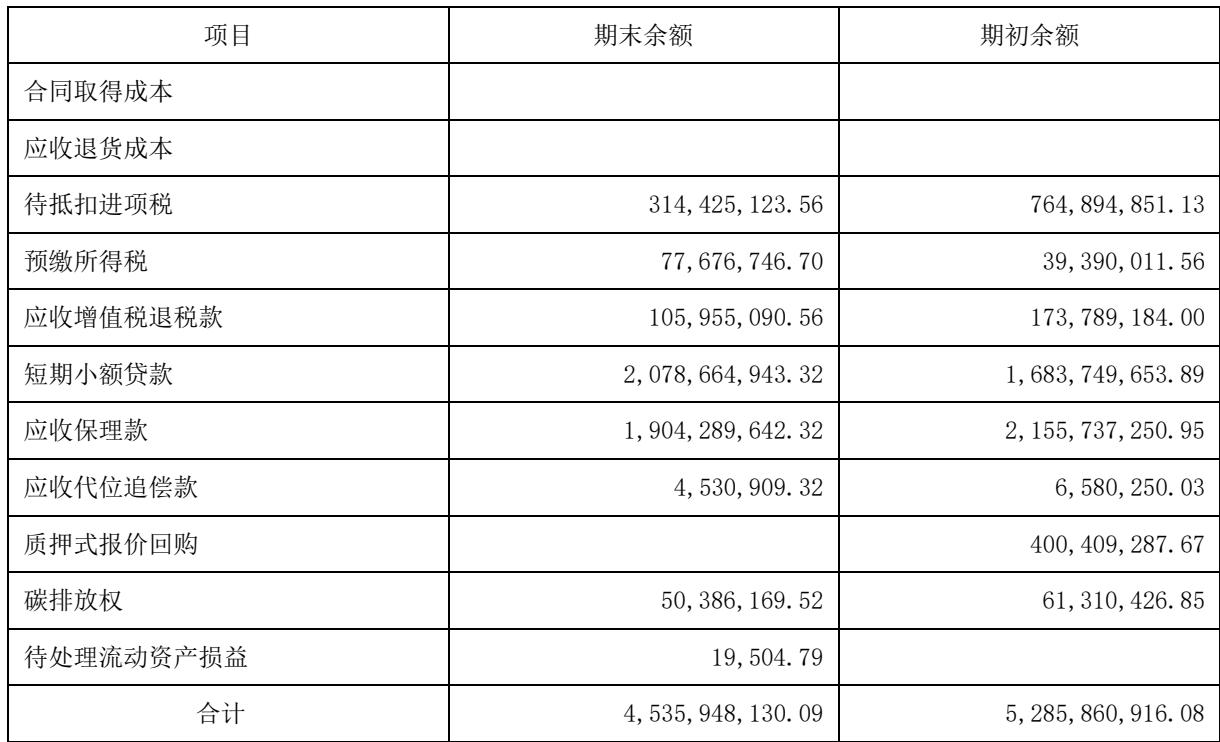 项目 期末余额 期初余额
合同取得成本
应收退货成本
待抵扣进项税 314,425,123.56 764,894,851.13
预缴所得税 77,676,746.70 39,390,011.56
应收增值税退税款 105,955,090.56 173,789,184.00
短期小额贷款 2,078,664,943.32 1,683,749,653.89
应收保理款 1,904,289,642.32 2,155,737,250.95
应收代位追偿款 4,530,909.32 6,580,250.03
质押式报价回购 400,409,287.67
碳排放权 50,386,169.52 61,310,426.85
待处理流动资产损益 19,504.79
合计 4,535,948,130.09 5,285,860,916.08